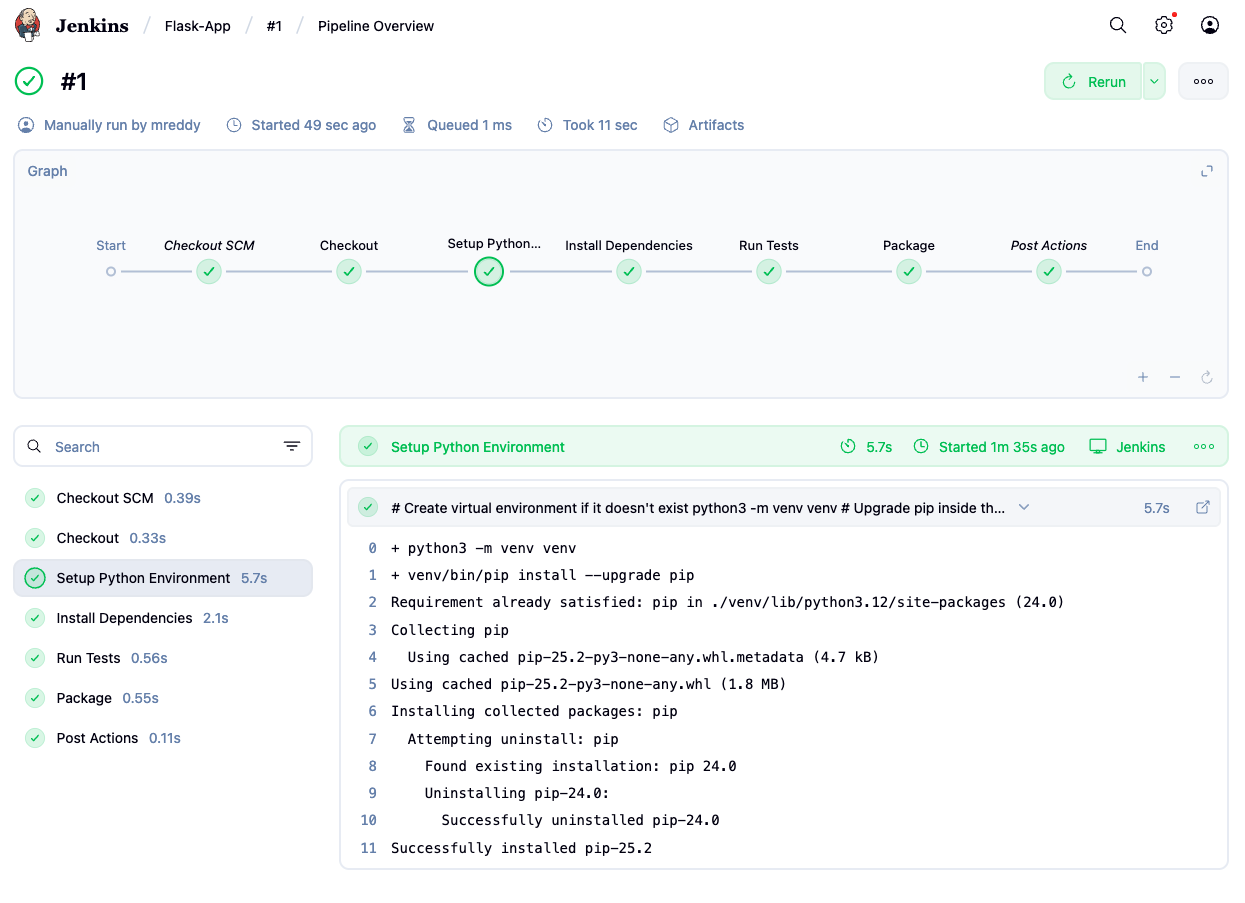 Jenkins / Flask-App / #1 / Pipeline Overview
#1
Rerun
Manually run by mreddy Started 49 sec ago Queued 1 ms Took 11 sec Artifacts
Graph
Start Checkout SCM Checkout Setup Python... Install Dependencies Run Tests Package Post Actions End
Search
Checkout SCM 0.39s
Checkout 0.33s
Setup Python Environment 5.7s
Install Dependencies 2.1s
Run Tests 0.56s
Package 0.55s
Post Actions 0.11s
Setup Python Environment 5.7s Started 1m 35s ago Jenkins
# Create virtual environment if it doesn't exist python3 -m venv venv # Upgrade pip inside th... 5.7s
0 + python3 -m venv venv
1 + venv/bin/pip install --upgrade pip
2 Requirement already satisfied: pip in ./venv/lib/python3.12/site-packages (24.0)
3 Collecting pip
4   Using cached pip-25.2-py3-none-any.whl.metadata (4.7 kB)
5 Using cached pip-25.2-py3-none-any.whl (1.8 MB)
6 Installing collected packages: pip
7   Attempting uninstall: pip
8     Found existing installation: pip 24.0
9     Uninstalling pip-24.0:
10       Successfully uninstalled pip-24.0
11 Successfully installed pip-25.2